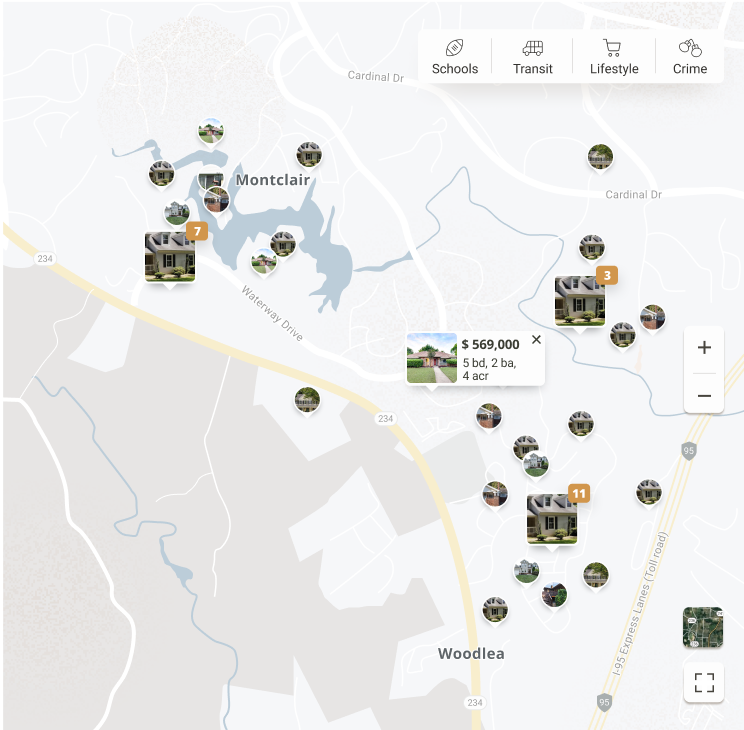 Schools
Transit
Lifestyle
Crime
Cardinal Dr
Montclair
Cardinal Dr
7
234
3
Waterway Drive
$ 569,000
5 bd, 2 ba,
4 acr
+
−
234
95
11
I-95 Express Lanes (Toll road)
Woodlea
234
95